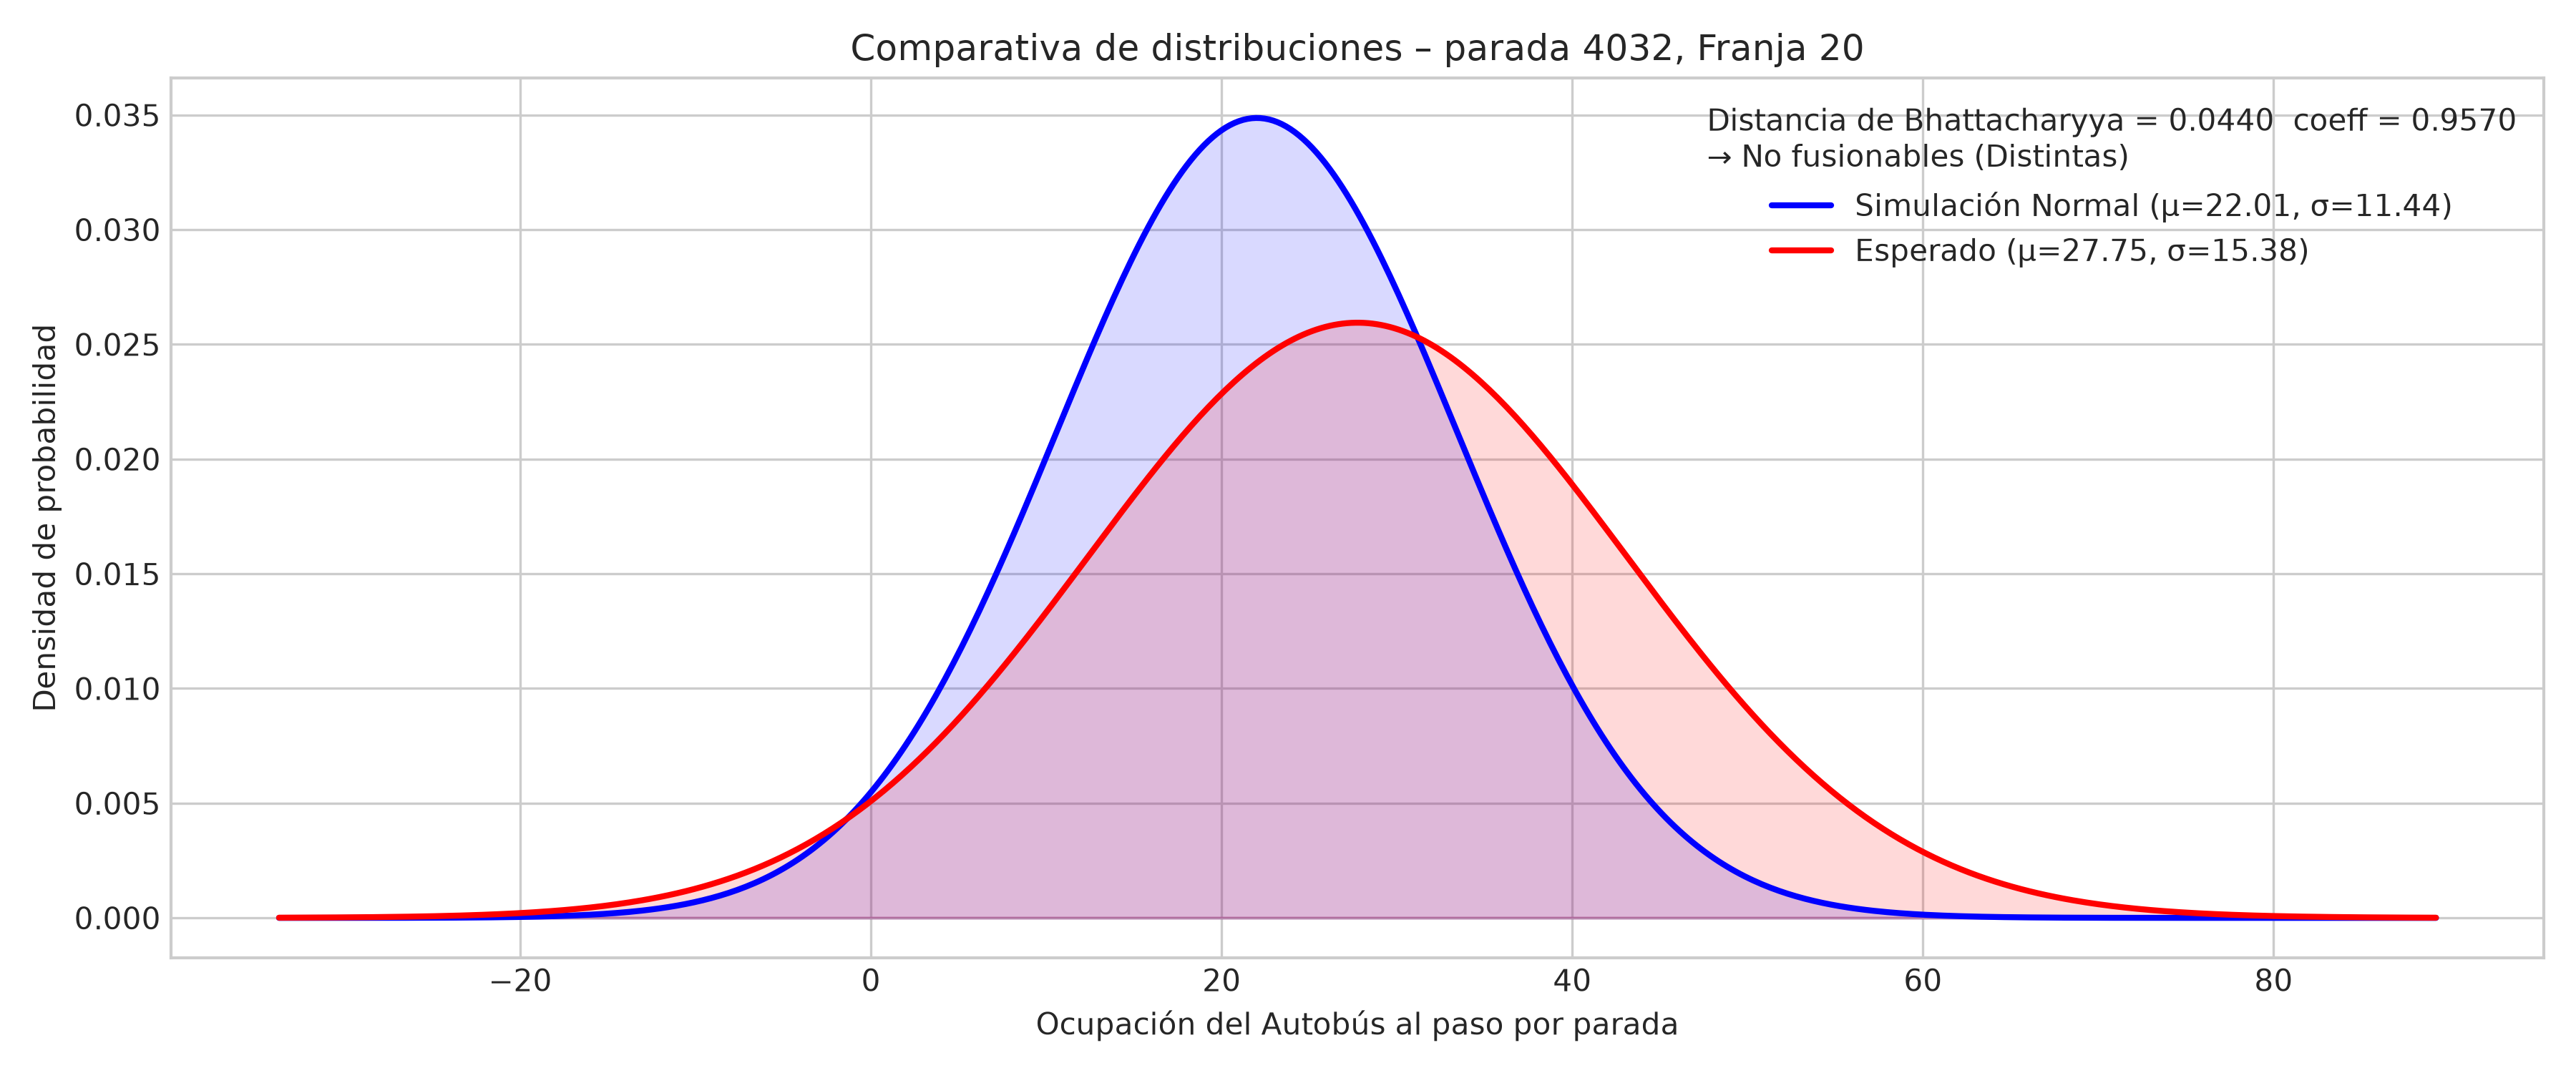 Comparativa de distribuciones – parada 4032, Franja 20
Distancia de Bhattacharyya = 0.0440  coeff = 0.9570
→ No fusionables (Distintas)
Simulación Normal (μ=22.01, σ=11.44)
Esperado (μ=27.75, σ=15.38)
Densidad de probabilidad
0.035
0.030
0.025
0.020
0.015
0.010
0.005
0.000
−20 0 20 40 60 80
Ocupación del Autobús al paso por parada